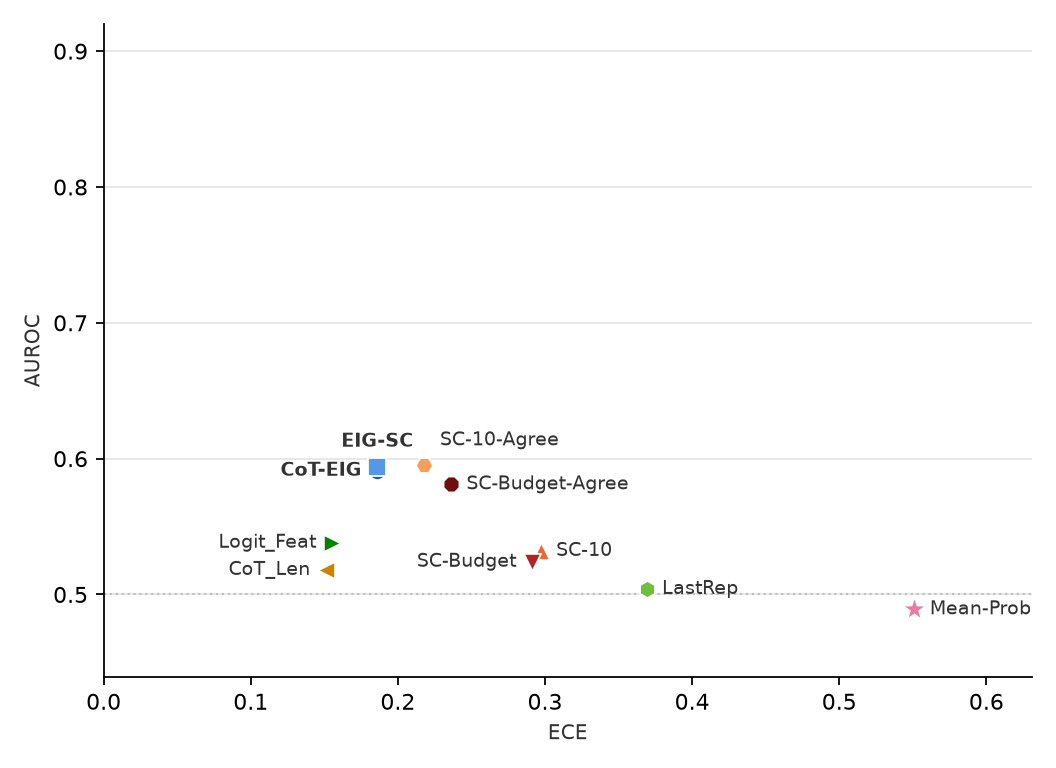 0.9
0.8
0.7
0.6
0.5
AUROC
EIG-SC
SC-10-Agree
CoT-EIG
SC-Budget-Agree
Logit_Feat
SC-10
SC-Budget
CoT_Len
LastRep
Mean-Prob
0.0
0.1
0.2
0.3
0.4
0.5
0.6
ECE